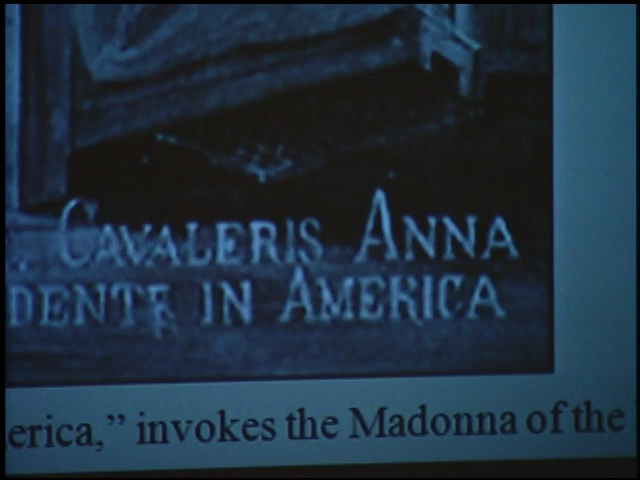 . CAVALERIS ANNA
DENTE IN AMERICA
erica,” invokes the Madonna of the